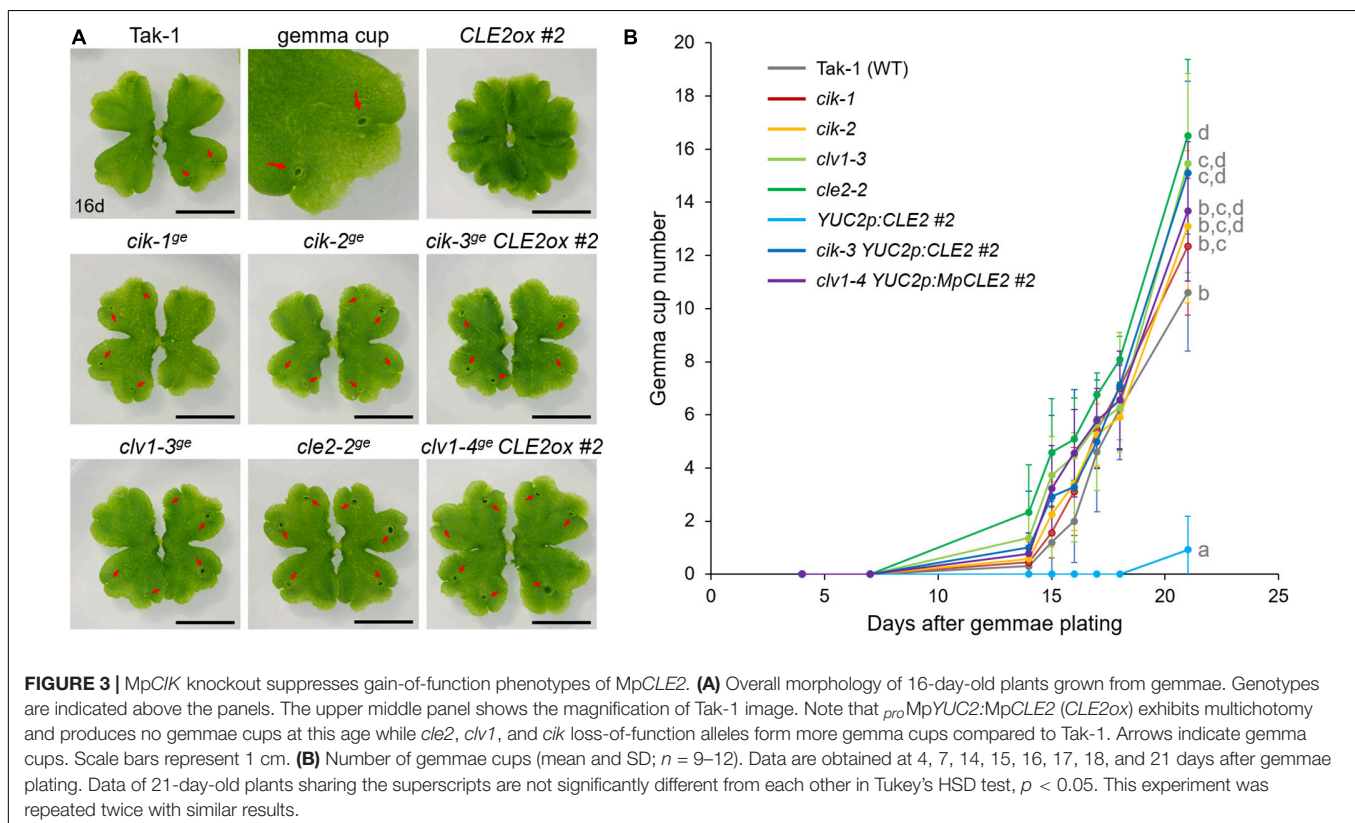 A
Tak-1 gemma cup CLE2ox #2
16d
cik-1ge cik-2ge cik-3ge CLE2ox #2
clv1-3ge cle2-2ge clv1-4ge CLE2ox #2
B
20
18
16
14
12
10
8
6
4
2
0
Gemma cup number
Tak-1 (WT)
cik-1
cik-2
clv1-3
cle2-2
YUC2p:CLE2 #2
cik-3 YUC2p:CLE2 #2
clv1-4 YUC2p:MpCLE2 #2
d
c,d
c,d
b,c,d
b,c,d
b,c
b
a
0 5 10 15 20 25
Days after gemmae plating
FIGURE 3 | MpCIK knockout suppresses gain-of-function phenotypes of MpCLE2. (A) Overall morphology of 16-day-old plants grown from gemmae. Genotypes
are indicated above the panels. The upper middle panel shows the magnification of Tak-1 image. Note that proMpYUC2:MpCLE2 (CLE2ox) exhibits multichotomy
and produces no gemmae cups at this age while cle2, clv1, and cik loss-of-function alleles form more gemma cups compared to Tak-1. Arrows indicate gemma
cups. Scale bars represent 1 cm. (B) Number of gemmae cups (mean and SD; n = 9–12). Data are obtained at 4, 7, 14, 15, 16, 17, 18, and 21 days after gemmae
plating. Data of 21-day-old plants sharing the superscripts are not significantly different from each other in Tukey's HSD test, p < 0.05. This experiment was
repeated twice with similar results.